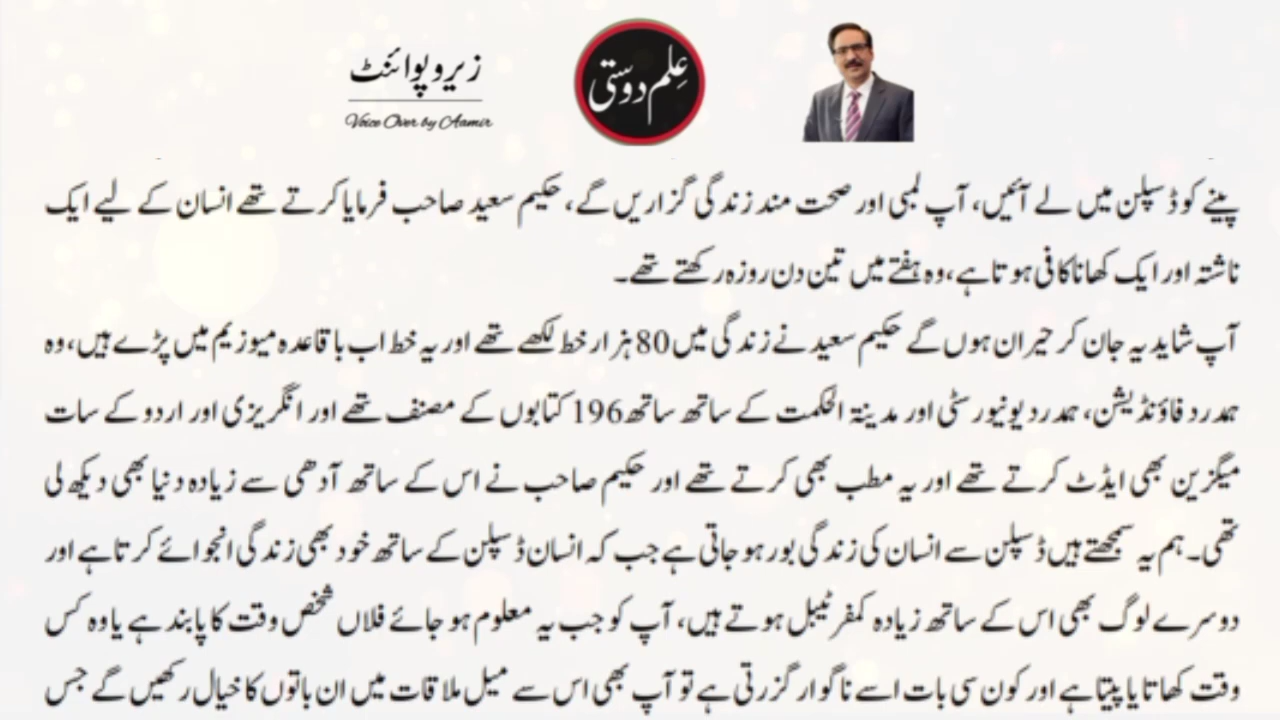 زیرو پوائنٹ
Voice Over by Aamir
عِلم دوستی
پینے کو ڈسپلن میں لے آئیں، آپ لمبی اور صحت مند زندگی گزاریں گے، حکیم سعید صاحب فرمایا کرتے تھے انسان کے لیے ایک
ناشتہ اور ایک کھانا کافی ہوتا ہے، وہ ہفتے میں تین دن روزہ رکھتے تھے۔
آپ شاید یہ جان کر حیران ہوں گے حکیم سعید نے زندگی میں 80 ہزار خط لکھے تھے اور یہ خط اب باقاعدہ میوزیم میں پڑے ہیں، وہ
ہمدرد فاؤنڈیشن، ہمدرد یونیورسٹی اور مدینۃ الحکمت کے ساتھ ساتھ 196 کتابوں کے مصنف تھے اور انگریزی اور اردو کے سات
میگزین بھی ایڈٹ کرتے تھے اور یہ مطب بھی کرتے تھے اور حکیم صاحب نے اس کے ساتھ آدھی سے زیادہ دنیا بھی دیکھ لی
تھی۔ ہم یہ سمجھتے ہیں ڈسپلن سے انسان کی زندگی بور ہو جاتی ہے جب کہ انسان ڈسپلن کے ساتھ خود بھی زندگی انجوائے کرتا ہے اور
دوسرے لوگ بھی اس کے ساتھ زیادہ کمفرٹیبل ہوتے ہیں، آپ کو جب یہ معلوم ہو جائے فلاں شخص وقت کا پابند ہے یا وہ کس
وقت کھاتا یا پیتا ہے اور کون سی بات اسے ناگوار گزرتی ہے تو آپ بھی اس سے میل ملاقات میں ان باتوں کا خیال رکھیں گے جس